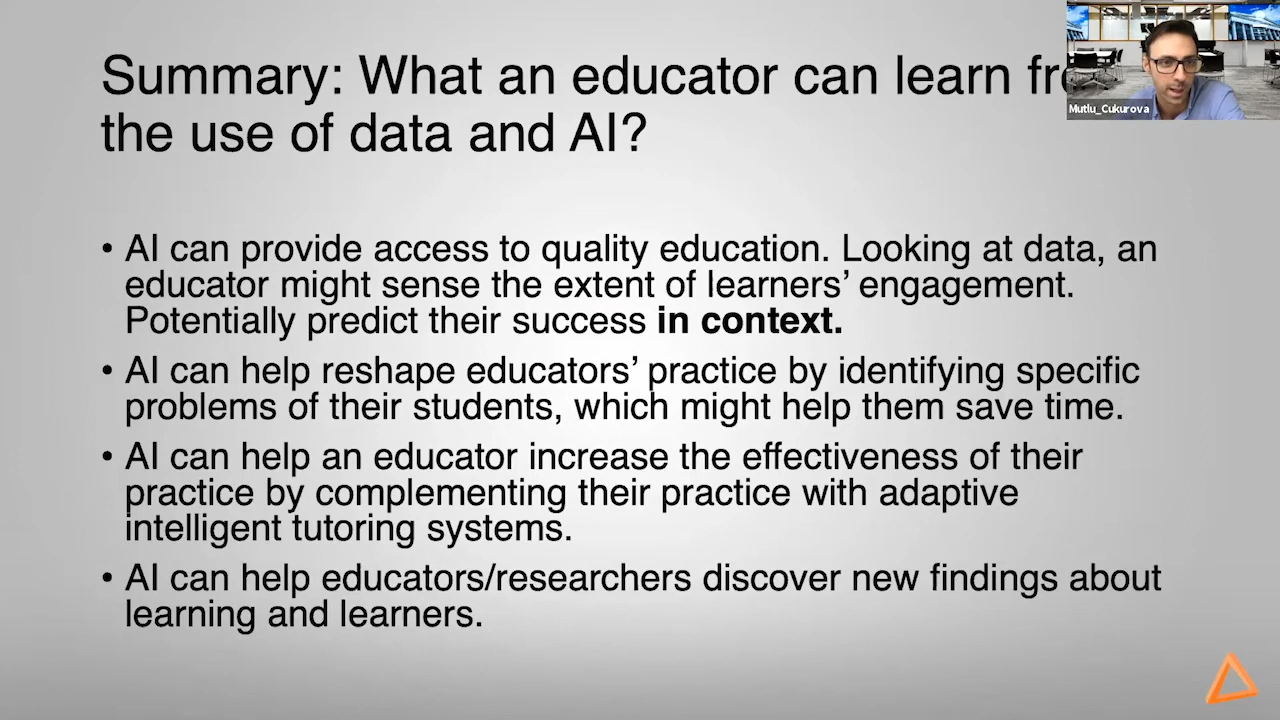 Summary: What an educator can learn
the use of data and AI?
Mutlu_Cukurova
• AI can provide access to quality education. Looking at data, an
educator might sense the extent of learners’ engagement.
Potentially predict their success in context.
• AI can help reshape educators’ practice by identifying specific
problems of their students, which might help them save time.
• AI can help an educator increase the effectiveness of their
practice by complementing their practice with adaptive
intelligent tutoring systems.
• AI can help educators/researchers discover new findings about
learning and learners.